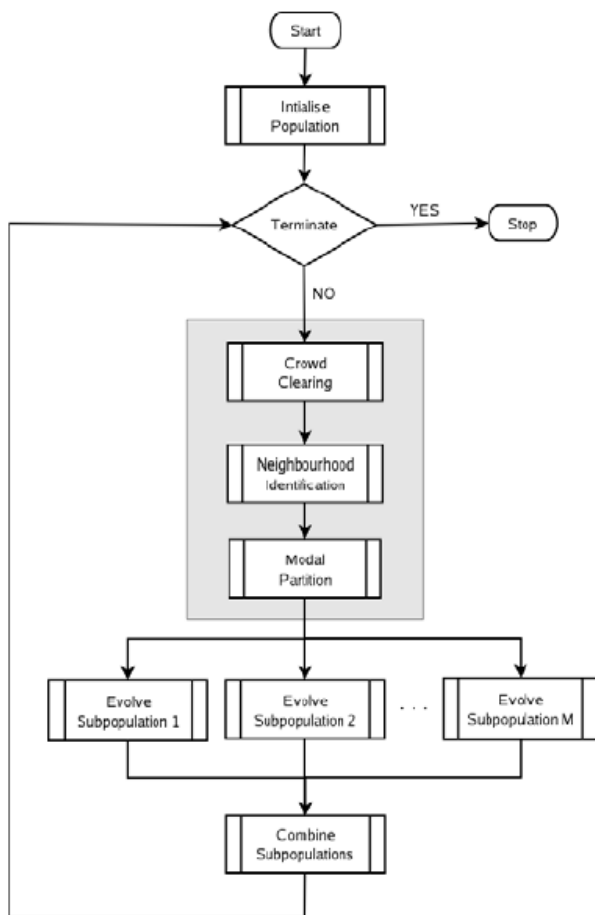 Start
Intialise
Population
Terminate
YES
Stop
NO
Crowd
Clearing
Neighbourhood
Identification
Modal
Partition
Evolve
Subpopulation 1
Evolve
Subpopulation 2
. . .
Evolve
Subpopulation M
Combine
Subpopulations